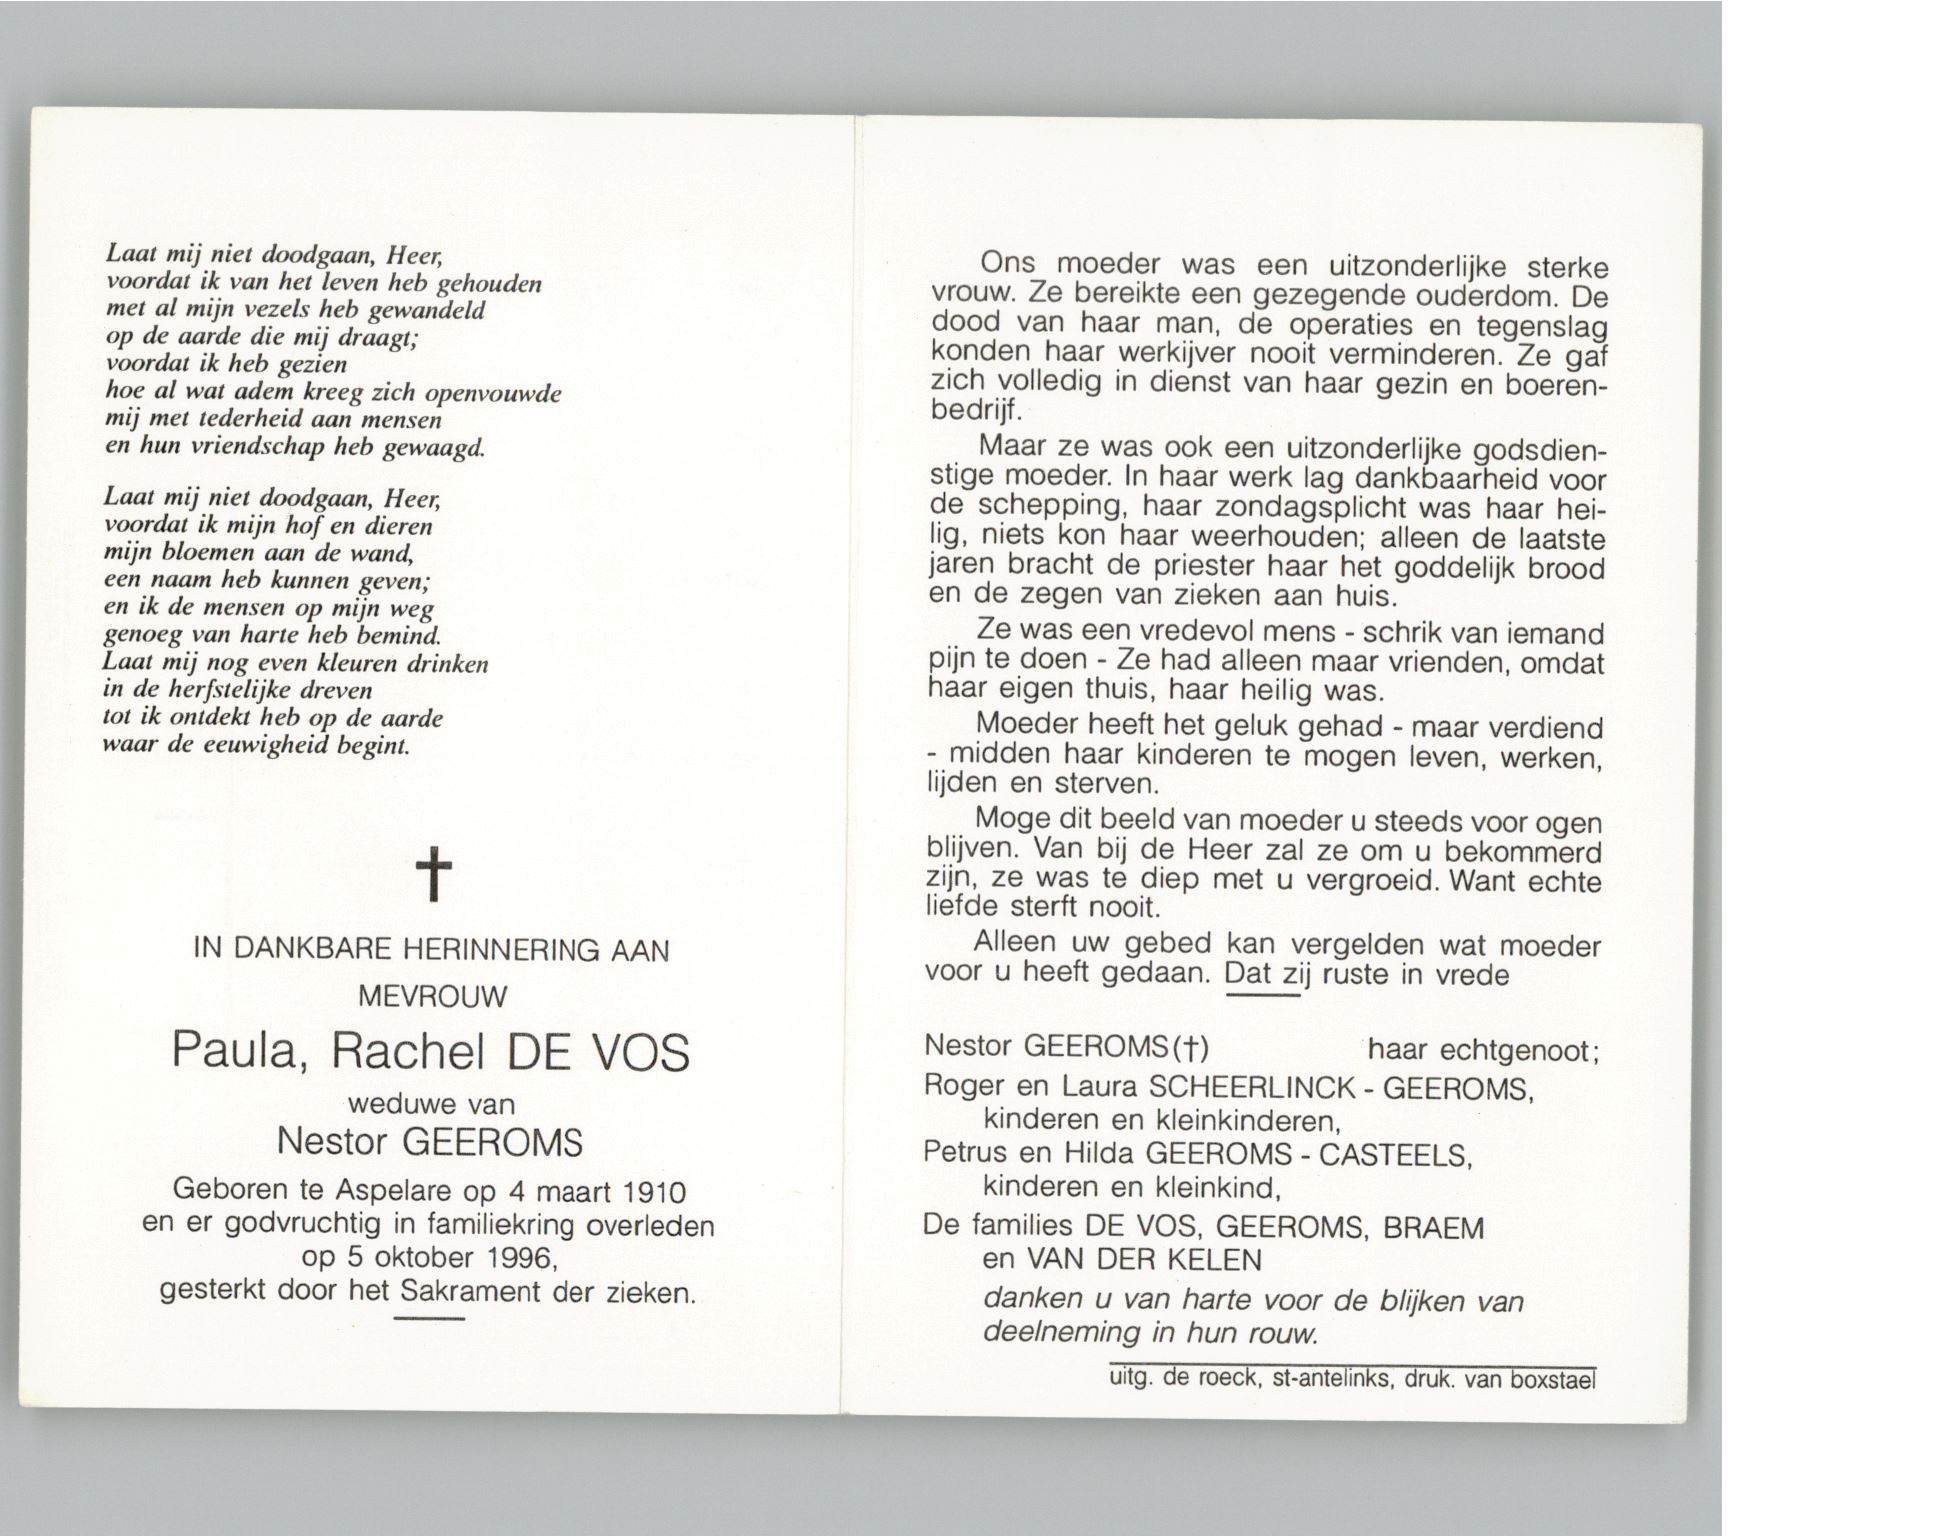 Laat mij niet doodgaan, Heer,
voordat ik van het leven heb gehouden
met al mijn vezels heb gewandeld
op de aarde die mij draagt;
voordat ik heb gezien
hoe al wat adem kreeg zich openvouwde
mij met tederheid aan mensen
en hun vriendschap heb gewaagd.
Laat mij niet doodgaan, Heer,
voordat ik mijn hof en dieren
mijn bloemen aan de wand,
een naam heb kunnen geven;
en ik de mensen op mijn weg
genoeg van harte heb bemind.
Laat mij nog even kleuren drinken
in de herfstelijke dreven
tot ik ontdekt heb op de aarde
waar de eeuwigheid begint.
IN DANKBARE HERINNERING AAN
MEVROUW
Paula, Rachel DE VOS
weduwe van
Nestor GEEROMS
Geboren te Aspelare op 4 maart 1910
en er godvruchtig in familiekring overleden
op 5 oktober 1996,
gesterkt door het Sakrament der zieken.
Ons moeder was een uitzonderlijke sterke
vrouw. Ze bereikte een gezegende ouderdom. De
dood van haar man, de operaties en tegenslag
konden haar werkijver nooit verminderen. Ze gaf
zich volledig in dienst van haar gezin en boeren-
bedrijf.
Maar ze was ook een uitzonderlijke godsdien-
stige moeder. In haar werk lag dankbaarheid voor
de schepping, haar zondagsplicht was haar hei-
lig, niets kon haar weerhouden; alleen de laatste
jaren bracht de priester haar het goddelijk brood
en de zegen van zieken aan huis.
Ze was een vredevol mens - schrik van iemand
pijn te doen - Ze had alleen maar vrienden, omdat
haar eigen thuis, haar heilig was.
Moeder heeft het geluk gehad - maar verdiend
- midden haar kinderen te mogen leven, werken,
lijden en sterven.
Moge dit beeld van moeder u steeds voor ogen
blijven. Van bij de Heer zal ze om u bekommerd
zijn, ze was te diep met u vergroeid. Want echte
liefde sterft nooit.
Alleen uw gebed kan vergelden wat moeder
voor u heeft gedaan. Dat zij ruste in vrede
Nestor GEEROMS(†) haar echtgenoot;
Roger en Laura SCHEERLINCK - GEEROMS,
kinderen en kleinkinderen,
Petrus en Hilda GEEROMS - CASTEELS,
kinderen en kleinkind,
De families DE VOS, GEEROMS, BRAEM
en VAN DER KELEN
danken u van harte voor de blijken van
deelneming in hun rouw.
uitg. de roeck, st-antelinks, druk. van boxstael